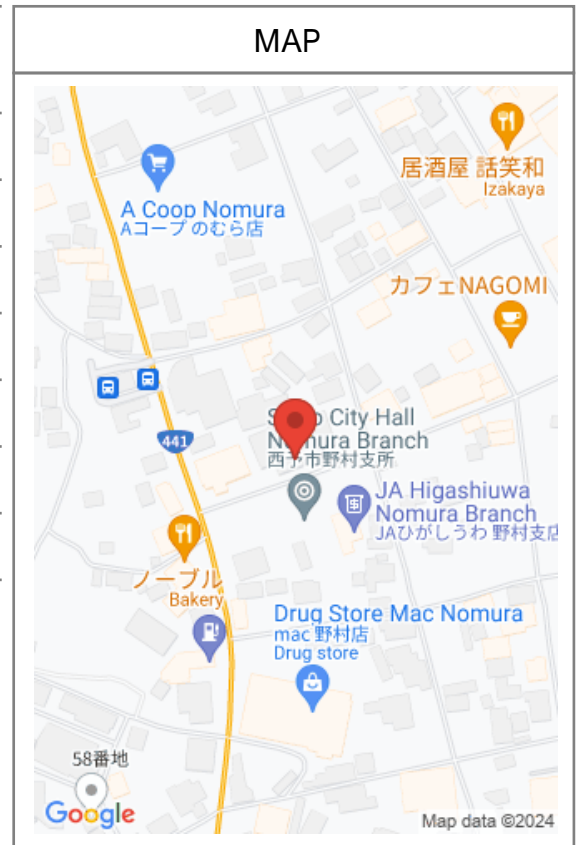 MAP
居酒屋 話笑和
Izakaya
A Coop Nomura
Aコープ のむら店
カフェNAGOMI
441
City Hall
Branch
西予市野村支所
JA Higashiuwa
Nomura Branch
JAひがしうわ 野村支店
ノーブル
Bakery
Drug Store Mac Nomura
mac 野村店
Drug store
58番地
Google
Map data ©2024